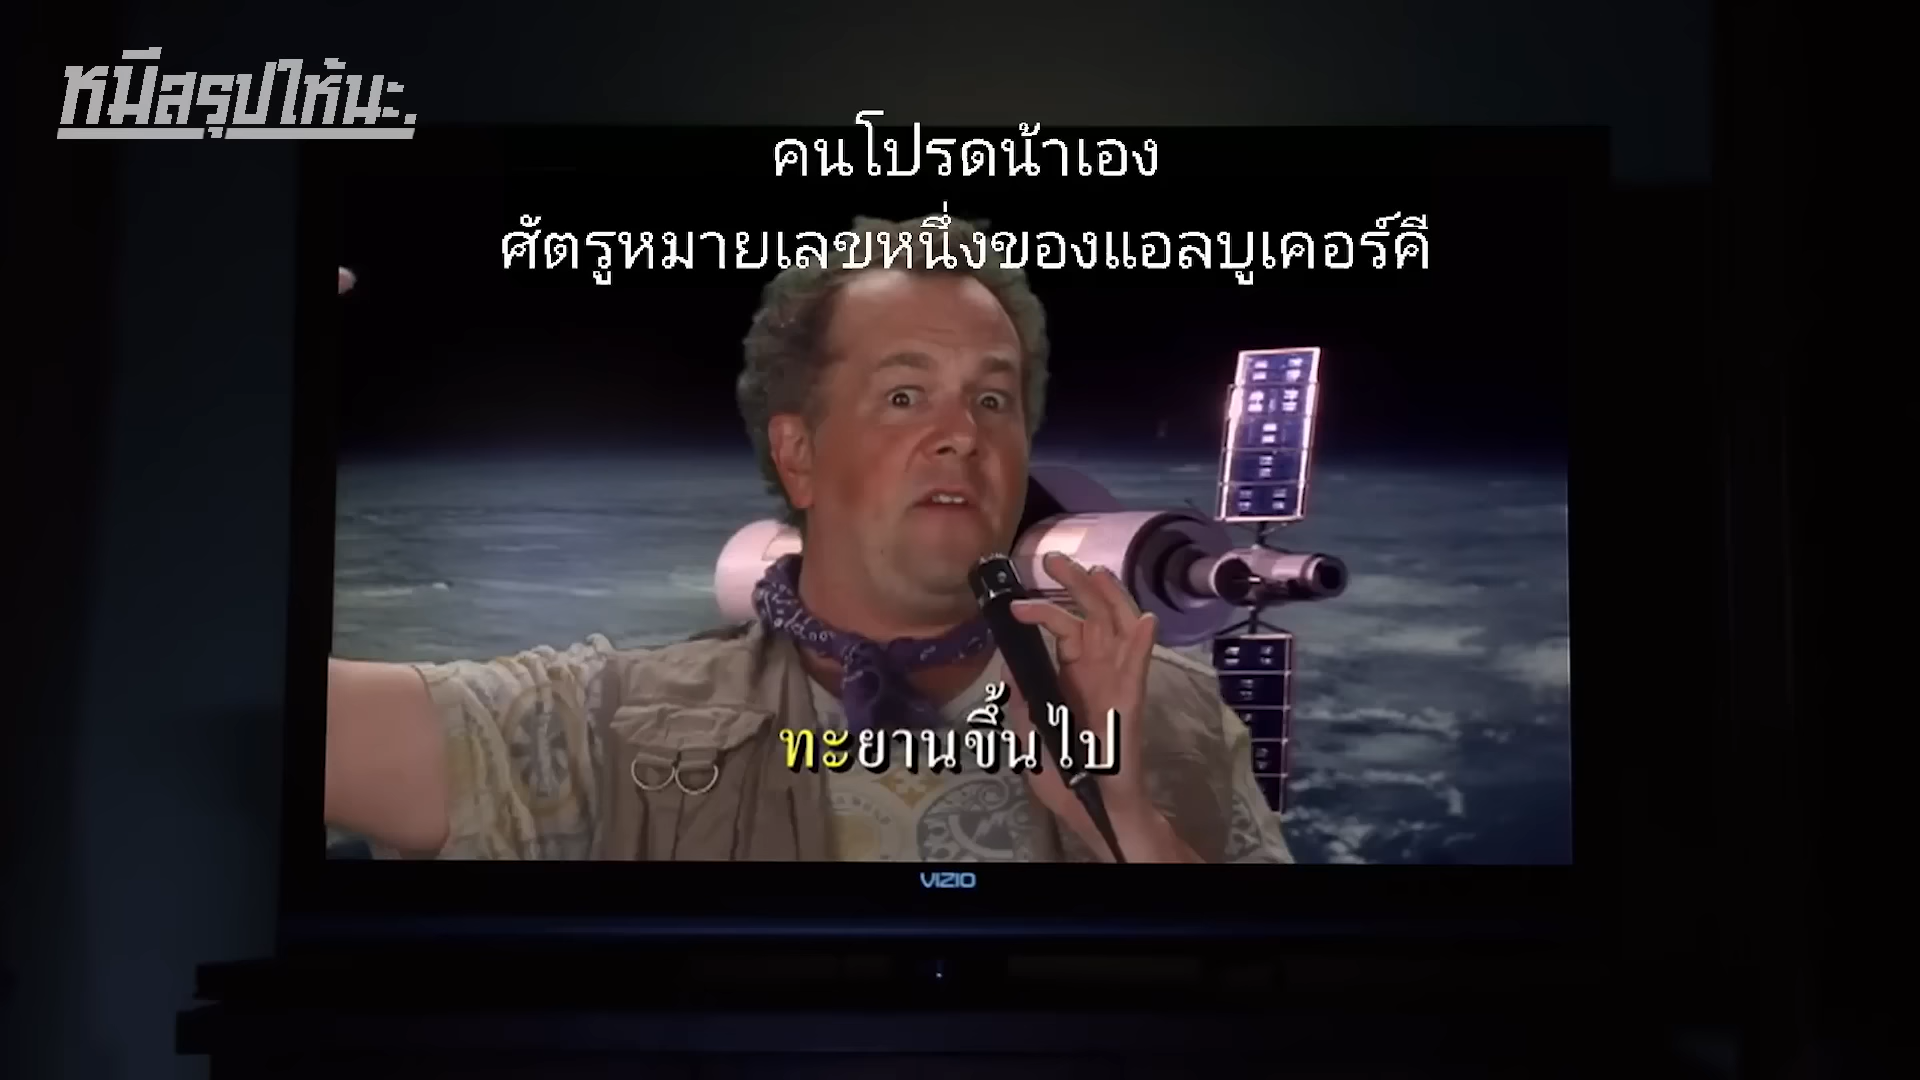 หมีสรุปให้นะ.
คนโปรดน้าเอง
ศัตรูหมายเลขหนึ่งของแอลบูเคอร์คี
ทะยานขึ้นไป
VIZIO